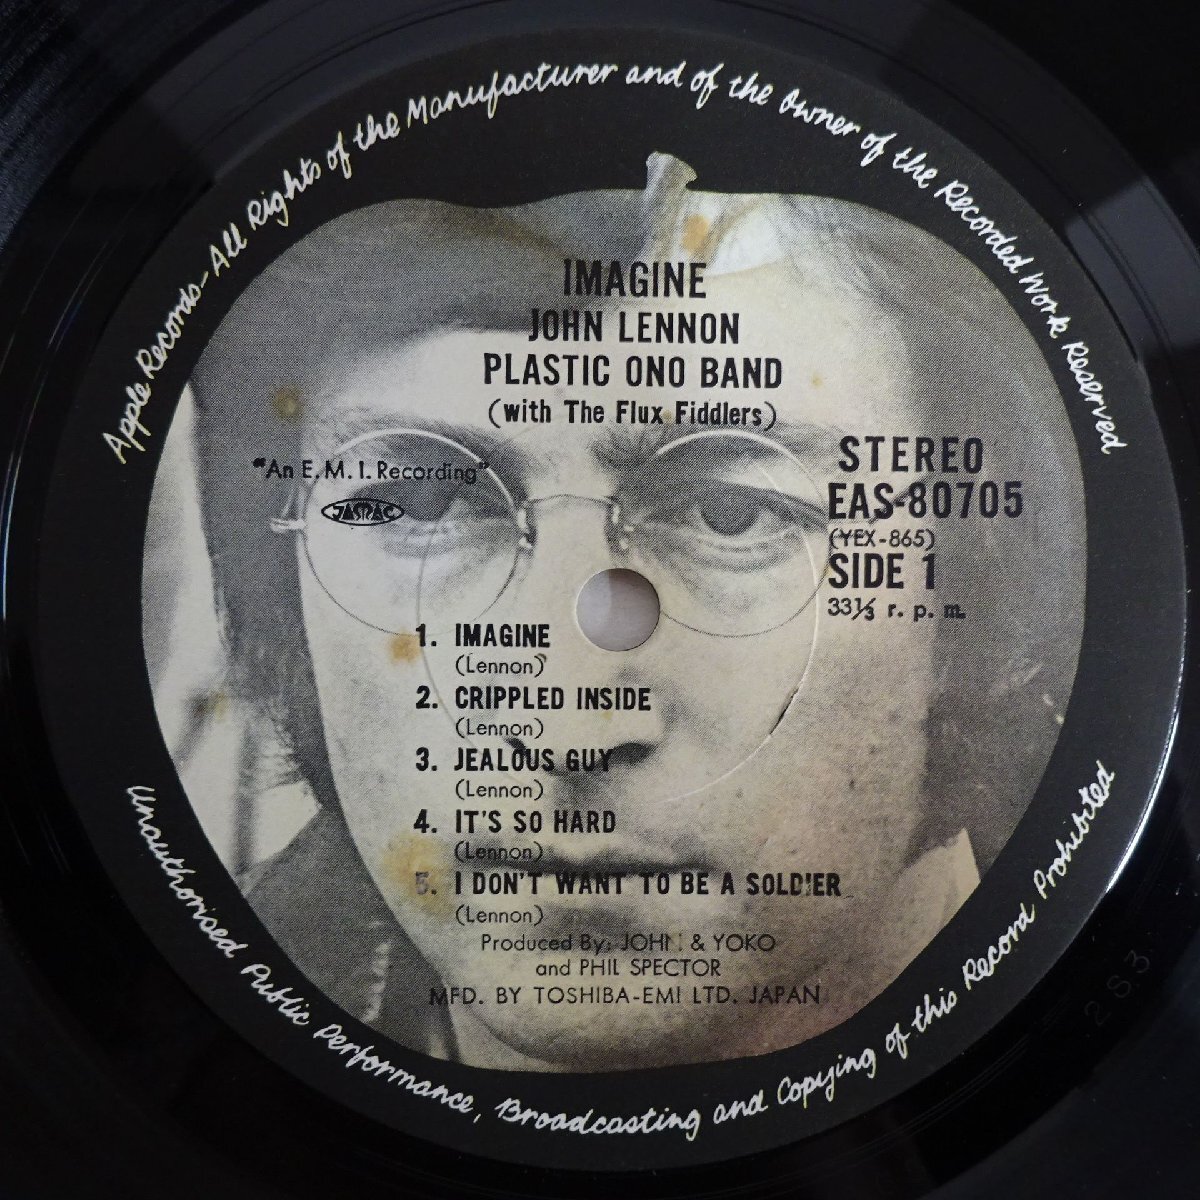 Apple Records-All Rights of the Manufacturer and of the Owner of the Recorded Work Reserved
IMAGINE
JOHN LENNON
PLASTIC ONO BAND
(with The Flux Fiddlers)
"An E.M.I. Recording"
JASRAC
STEREO
EAS-80705
(YEX-865)
SIDE 1
33⅓ r. p. m.
1. IMAGINE
(Lennon)
2. CRIPPLED INSIDE
(Lennon)
3. JEALOUS GUY
(Lennon)
4. IT'S SO HARD
(Lennon)
5. I DON'T WANT TO BE A SOLDIER
(Lennon)
Produced By: JOHN & YOKO
and PHIL SPECTOR
MFD. BY TOSHIBA-EMI LTD. JAPAN
Unauthorised Public Performance, Broadcasting and Copying of this Record Prohibited
2 S.3